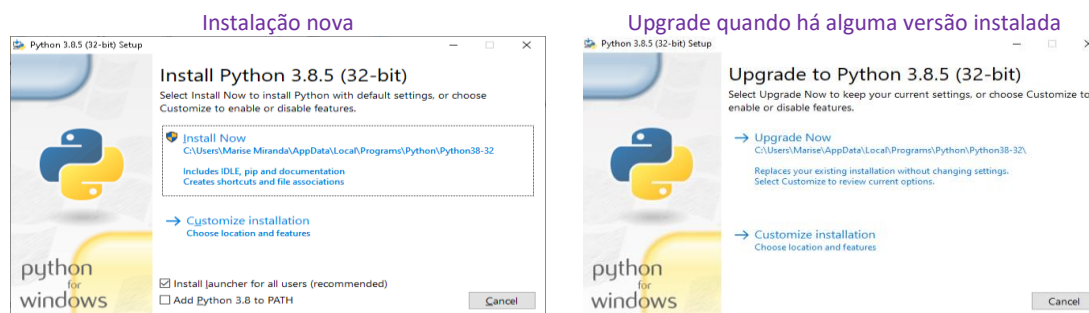 Instalação nova
Python 3.8.5 (32-bit) Setup
Install Python 3.8.5 (32-bit)
Select Install Now to install Python with default settings, or choose
Customize to enable or disable features.
Install Now
C:\Users\Marise Miranda\AppData\Local\Programs\Python\Python38-32
Includes IDLE, pip and documentation
Creates shortcuts and file associations
Customize installation
Choose location and features
Install launcher for all users (recommended)
Add Python 3.8 to PATH
Cancel
python
for
windows
Upgrade quando há alguma versão instalada
Python 3.8.5 (32-bit) Setup
Upgrade to Python 3.8.5 (32-bit)
Select Upgrade Now to keep your current settings, or choose Customize to
enable or disable features.
Upgrade Now
C:\Users\Marise\AppData\Local\Programs\Python\Python38-32\
Replaces your existing installation without changing settings.
Select Customize to review current options.
Customize installation
Choose location and features
Cancel
python
for
windows